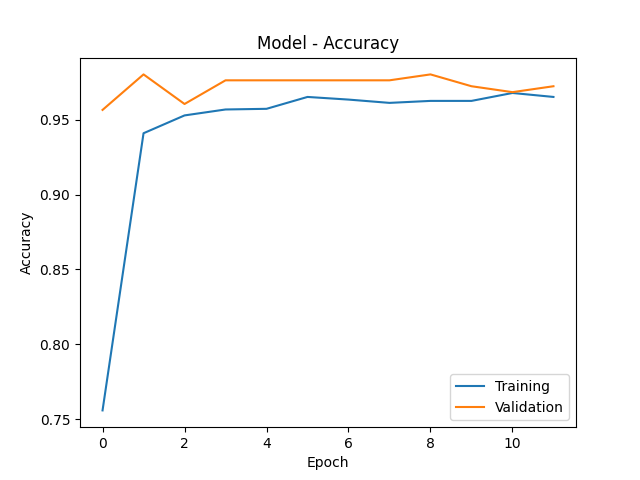 Model - Accuracy
Accuracy
0.95
0.90
0.85
0.80
0.75
0 2 4 6 8 10
Epoch
Training
Validation